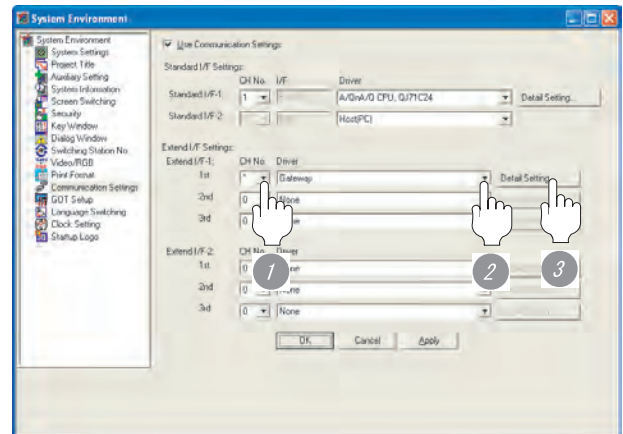 System Environment
System Environment
System Settings
Project Title
Auxiliary Setting
System Information
Screen Switching
Security
Key Window
Dialog Window
Switching Station No.
Video/RGB
Print Format
Communication Settings
GOT Setup
Language Switching
Clock Setting
Startup Logo
Use Communication Settings
Standard I/F Settings:
CH No. I/F Driver
Standard I/F-1: 1 A/QnA/Q CPU, QJ71C24 Detail Setting...
Standard I/F-2: Host(PC)
Extend I/F Settings:
Extend I/F-1: CH No. Driver
1st * Gateway Detail Setting...
2nd 0 None
3rd 0
Extend I/F-2: CH No. Driver
1st 0
2nd 0 None
3rd 0 None
1 2 3
OK Cancel Apply